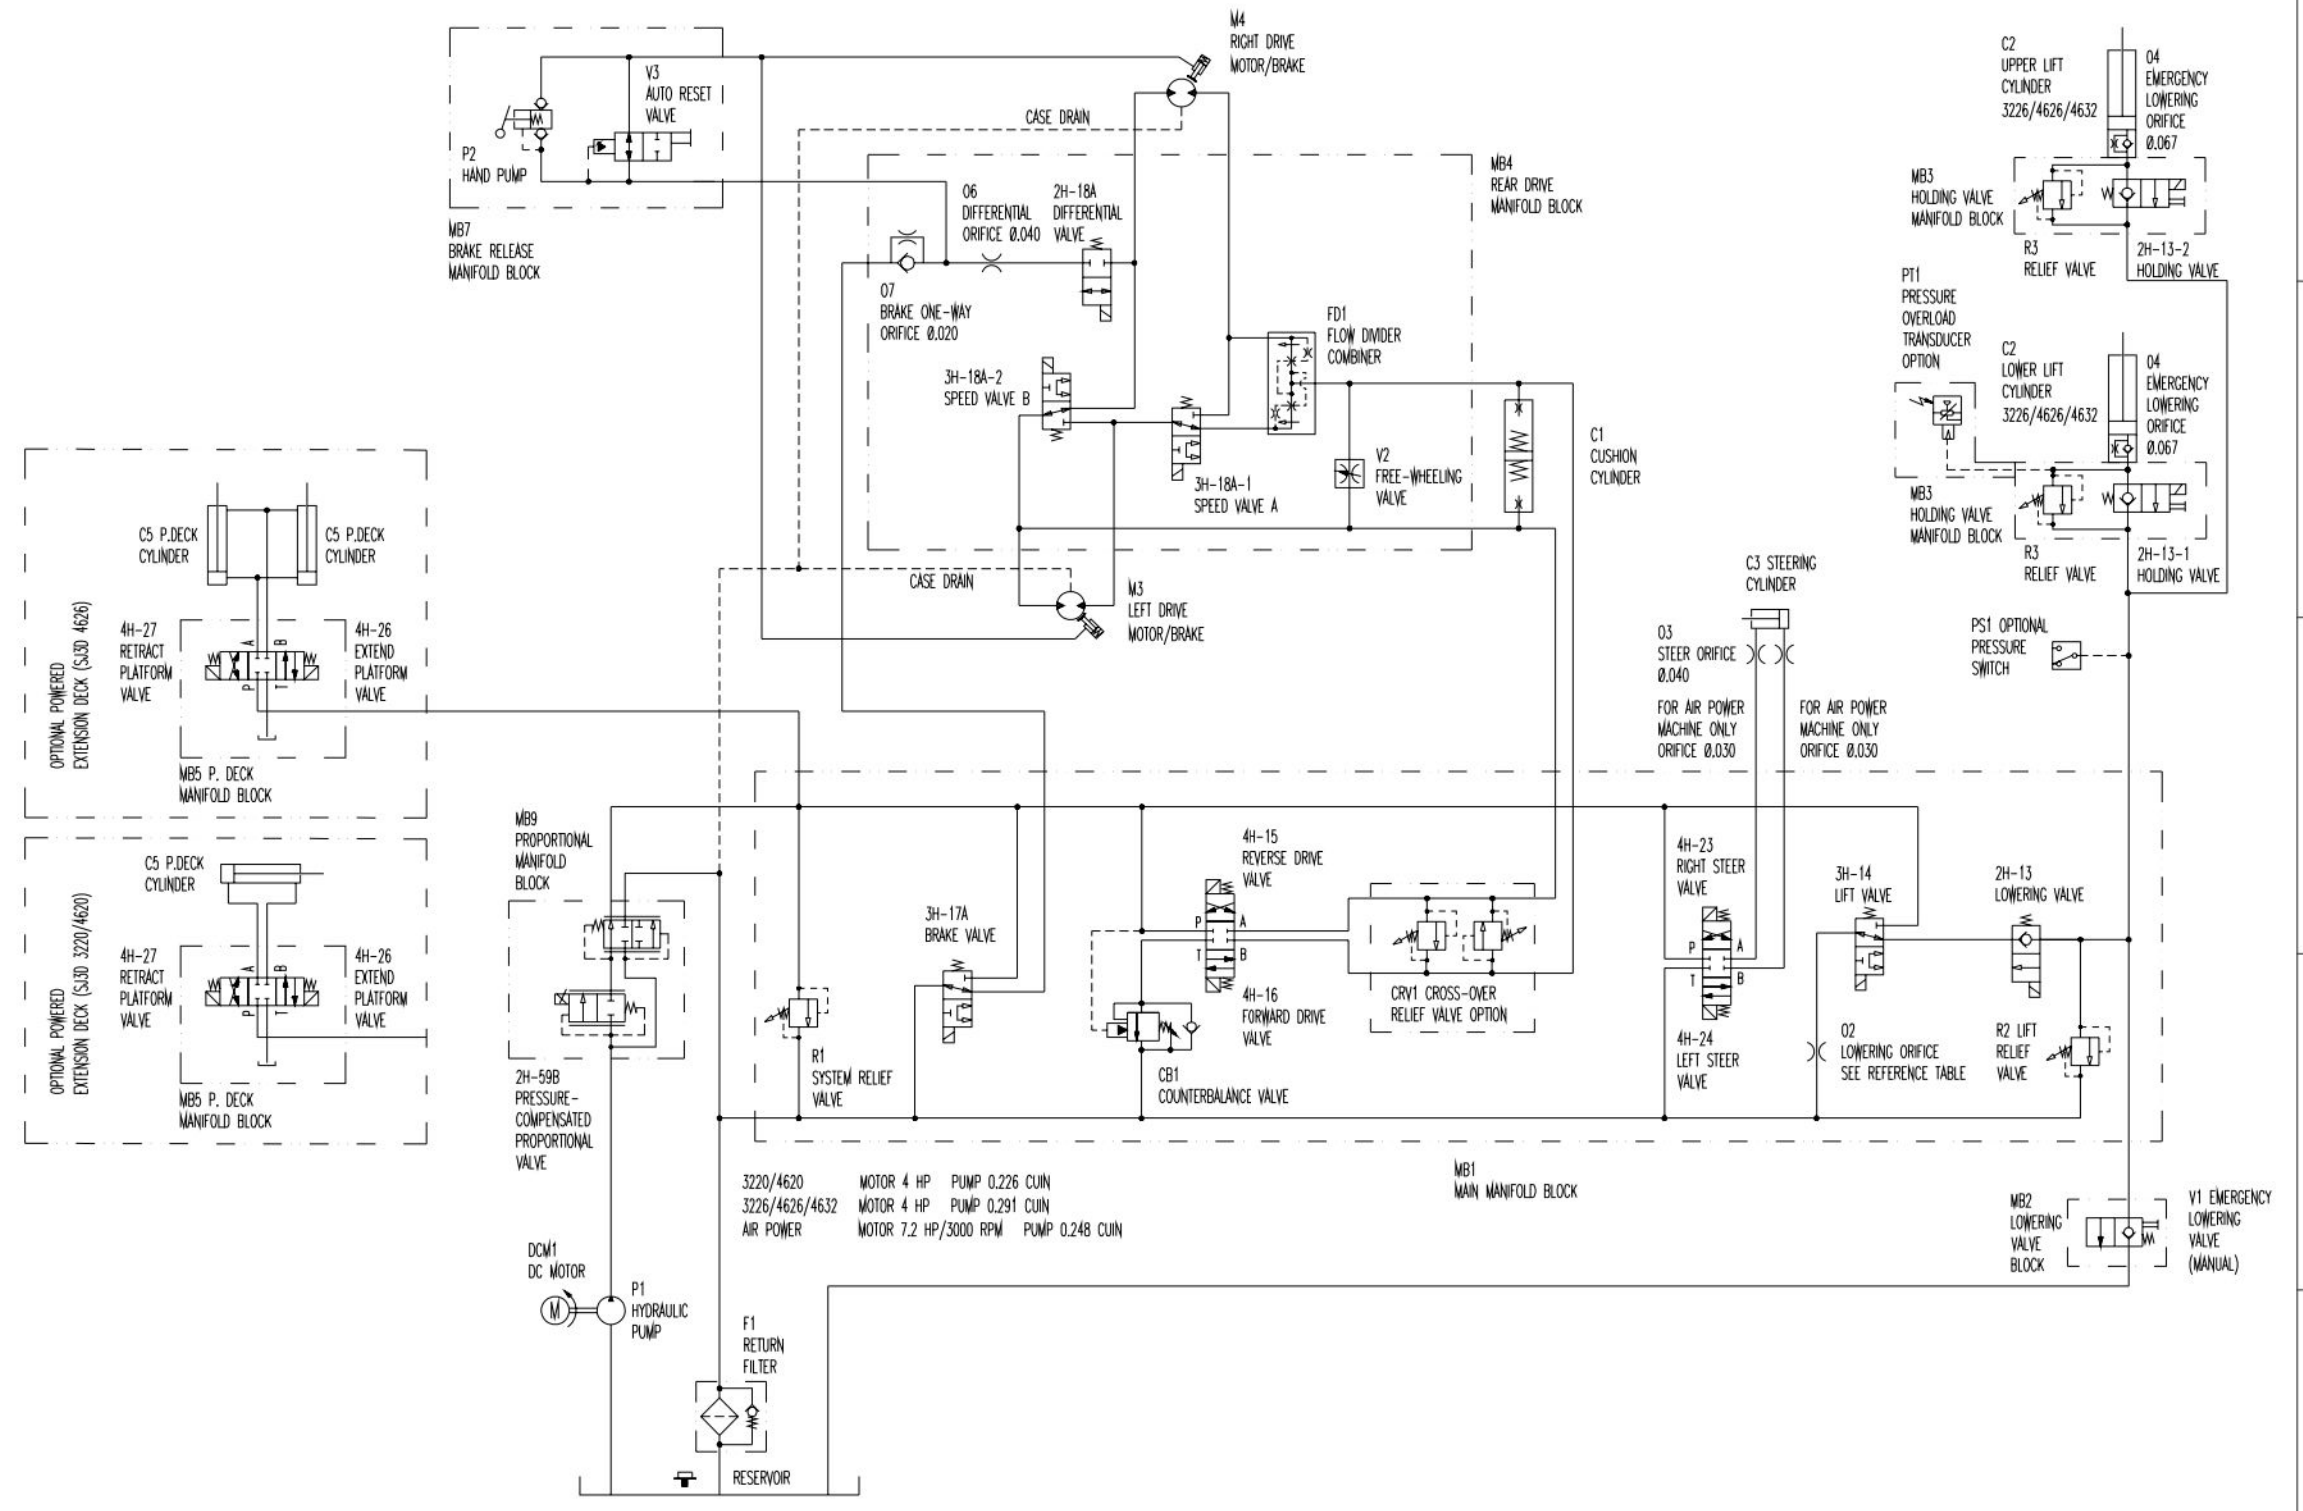 M4
RIGHT DRIVE
MOTOR/BRAKE
V3
AUTO RESET
VALVE
P2
HAND PUMP
MB7
BRAKE RELEASE
MANIFOLD BLOCK
CASE DRAIN
MB4
REAR DRIVE
MANIFOLD BLOCK
O6
DIFFERENTIAL
ORIFICE Ø.040
2H-18A
DIFFERENTIAL
VALVE
O7
BRAKE ONE-WAY
ORIFICE Ø.020
FD1
FLOW DIVIDER
COMBINER
3H-18A-2
SPEED VALVE B
3H-18A-1
SPEED VALVE A
V2
FREE-WHEELING
VALVE
C1
CUSHION
CYLINDER
CASE DRAIN
M3
LEFT DRIVE
MOTOR/BRAKE
C2
UPPER LIFT
CYLINDER
3226/4626/4632
O4
EMERGENCY
LOWERING
ORIFICE
Ø.067
MB3
HOLDING VALVE
MANIFOLD BLOCK
R3
RELIEF VALVE
2H-13-2
HOLDING VALVE
PT1
PRESSURE
OVERLOAD
TRANSDUCER
OPTION
C2
LOWER LIFT
CYLINDER
3226/4626/4632
O4
EMERGENCY
LOWERING
ORIFICE
Ø.067
MB3
HOLDING VALVE
MANIFOLD BLOCK
R3
RELIEF VALVE
2H-13-1
HOLDING VALVE
C3 STEERING
CYLINDER
O3
STEER ORIFICE
Ø.040
FOR AIR POWER
MACHINE ONLY
ORIFICE Ø.030
FOR AIR POWER
MACHINE ONLY
ORIFICE Ø.030
PS1 OPTIONAL
PRESSURE
SWITCH
C5 P.DECK
CYLINDER
C5 P.DECK
CYLINDER
OPTIONAL POWERED
EXTENSION DECK (SJ3D 4626)
4H-27
RETRACT
PLATFORM
VALVE
A
B
P
T
4H-26
EXTEND
PLATFORM
VALVE
MB5 P. DECK
MANIFOLD BLOCK
C5 P.DECK
CYLINDER
OPTIONAL POWERED
EXTENSION DECK (SJ3D 3220/4620)
4H-27
RETRACT
PLATFORM
VALVE
A
B
P
T
4H-26
EXTEND
PLATFORM
VALVE
MB5 P. DECK
MANIFOLD BLOCK
MB9
PROPORTIONAL
MANIFOLD
BLOCK
2H-59B
PRESSURE-
COMPENSATED
PROPORTIONAL
VALVE
R1
SYSTEM RELIEF
VALVE
3H-17A
BRAKE VALVE
4H-15
REVERSE DRIVE
VALVE
P
A
T
B
4H-16
FORWARD DRIVE
VALVE
CB1
COUNTERBALANCE VALVE
CRV1 CROSS-OVER
RELIEF VALVE OPTION
4H-23
RIGHT STEER
VALVE
P
A
T
B
4H-24
LEFT STEER
VALVE
3H-14
LIFT VALVE
O2
LOWERING ORIFICE
SEE REFERENCE TABLE
2H-13
LOWERING VALVE
R2 LIFT
RELIEF
VALVE
MB1
MAIN MANIFOLD BLOCK
3220/4620 MOTOR 4 HP PUMP 0.226 CUIN
3226/4626/4632 MOTOR 4 HP PUMP 0.291 CUIN
AIR POWER MOTOR 7.2 HP/3000 RPM PUMP 0.248 CUIN
MB2
LOWERING
VALVE
BLOCK
V1 EMERGENCY
LOWERING
VALVE
(MANUAL)
DCM1
DC MOTOR
M
P1
HYDRAULIC
PUMP
F1
RETURN
FILTER
RESERVOIR